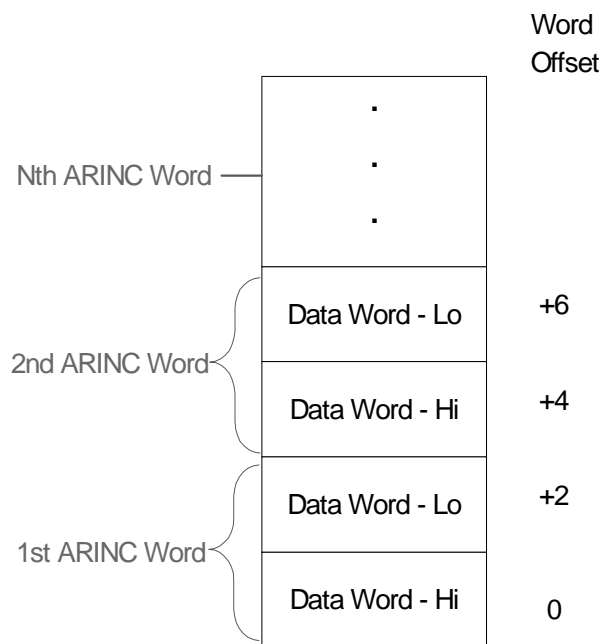 Word
Offset
.
.
Nth ARINC Word
.
Data Word - Lo
+6
2nd ARINC Word
Data Word - Hi
+4
Data Word - Lo
+2
1st ARINC Word
Data Word - Hi
0